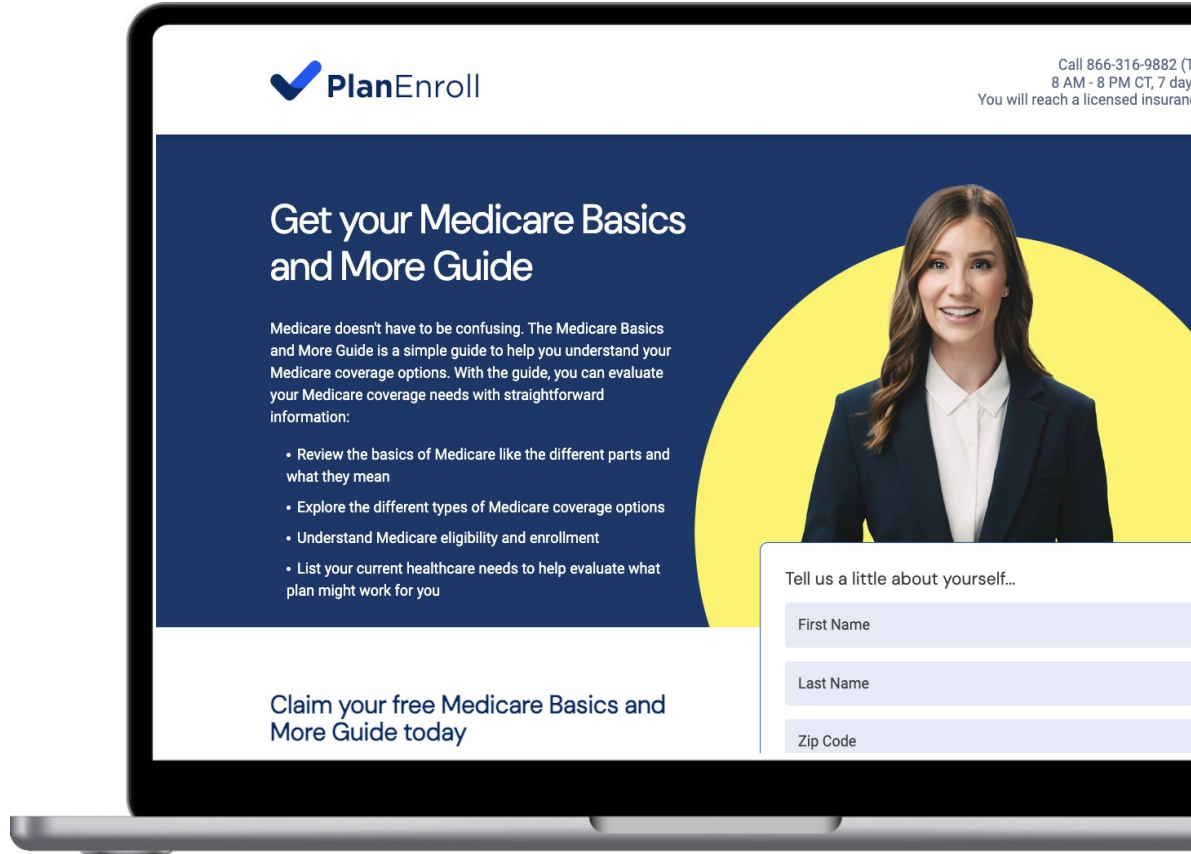 PlanEnroll
Call 866-316-9882 (T
8 AM - 8 PM CT, 7 day
You will reach a licensed
Get your Medicare Basics
and More Guide
Medicare doesn't have to be confusing. The Medicare Basics
and More Guide is a simple guide to help you understand your
Medicare coverage options. With the guide, you can evaluate
your Medicare coverage needs with straightforward
information:
• Review the basics of Medicare like the different parts and
what they mean
• Explore the different types of Medicare coverage options
• Understand Medicare eligibility and enrollment
• List your current healthcare needs to help evaluate what
plan might work for you
Tell us a little about yourself...
First Name
Last Name
Zip Code
Claim your free Medicare Basics and
More Guide today